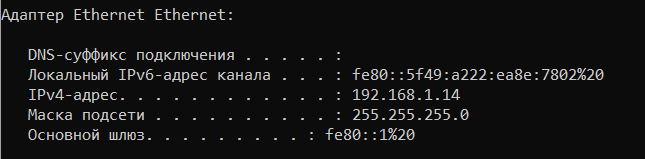 Адаптер Ethernet Ethernet:
DNS-суффикс подключения . . . . . :
Локальный IPv6-адрес канала . . . : fe80::5f49:a222:ea8e:7802%20
IPv4-адрес. . . . . . . . . . . . : 192.168.1.14
Маска подсети . . . . . . . . . . : 255.255.255.0
Основной шлюз. . . . . . . . . : fe80::1%20